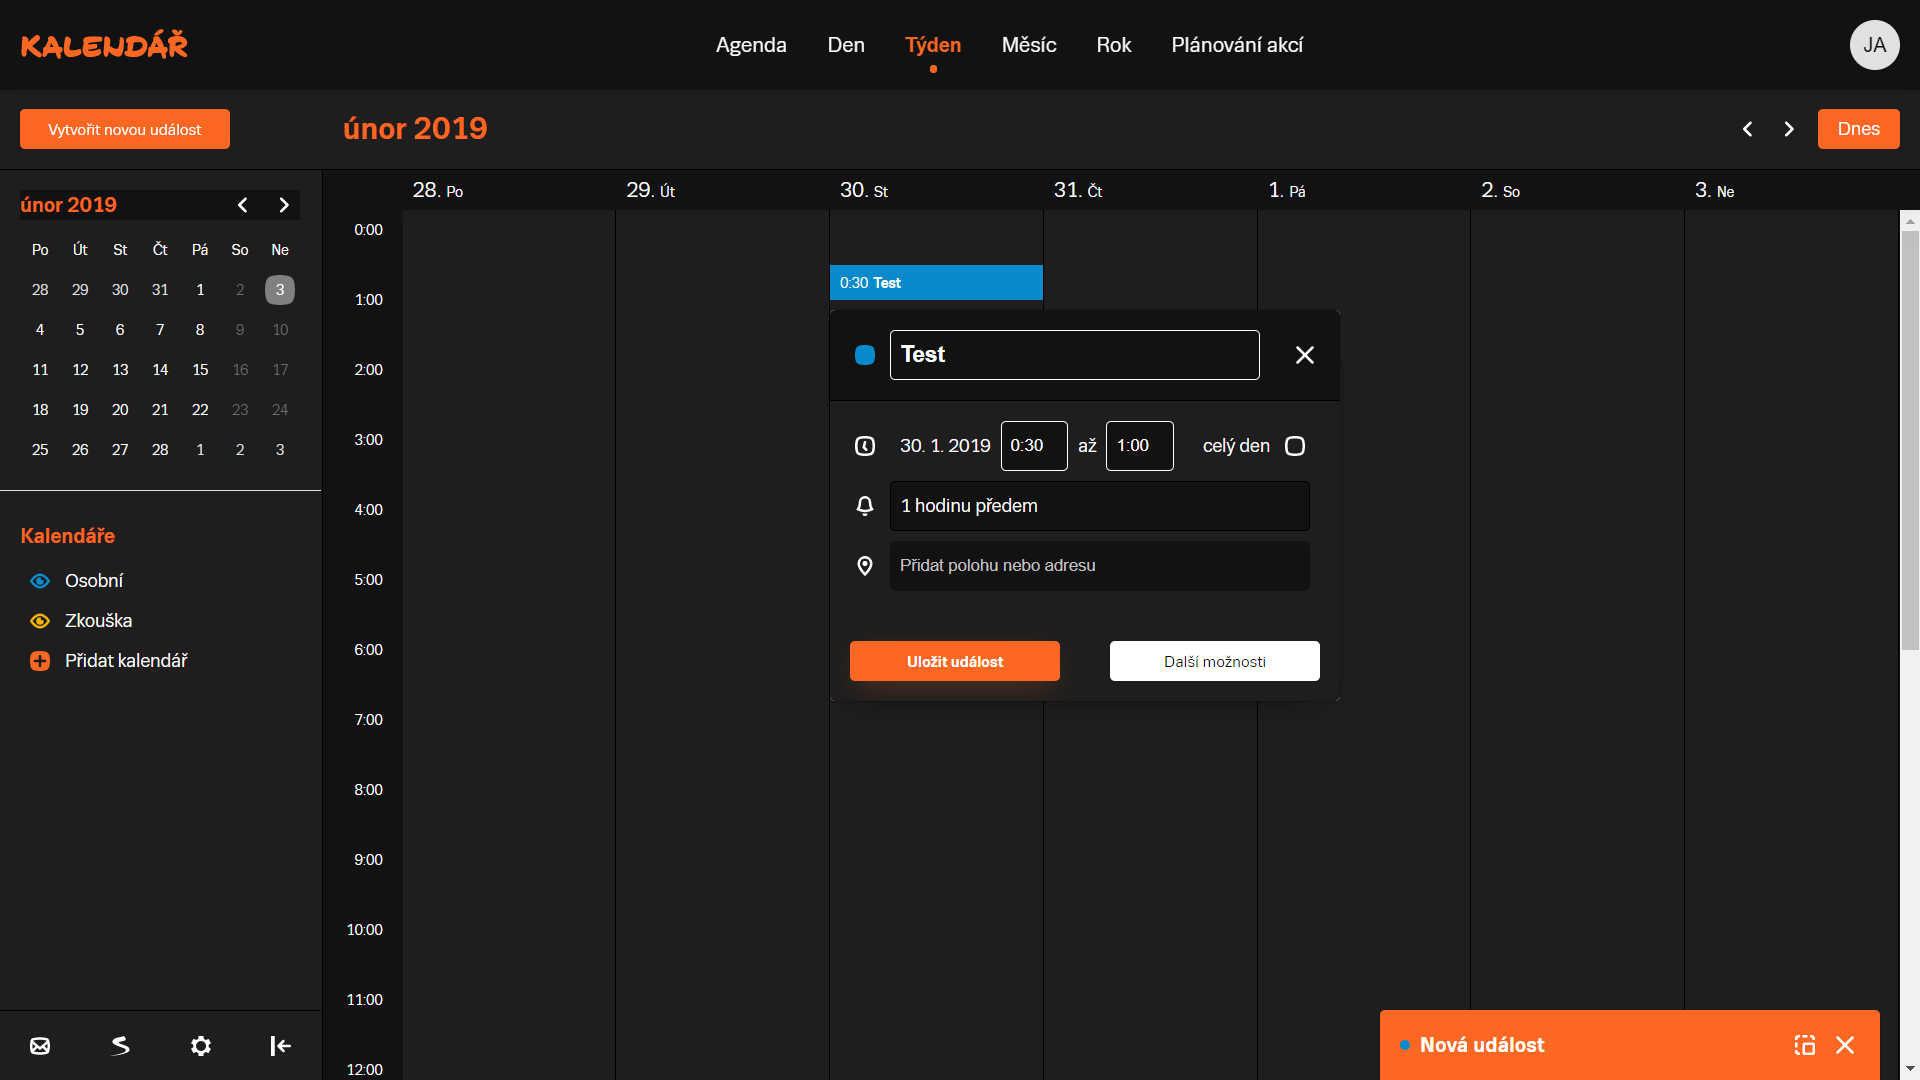 KALENDÁŘ
Agenda Den Týden Měsíc Rok Plánování akcí
JA
Vytvořit novou událost
únor 2019
Dnes
únor 2019
Po Út St Čt Pá So Ne
28 29 30 31 1 2 3
4 5 6 7 8 9 10
11 12 13 14 15 16 17
18 19 20 21 22 23 24
25 26 27 28 1 2 3
Kalendáře
Osobní
Zkouška
Přidat kalendář
28. Po 29. Út 30. St 31. Čt 1. Pá 2. So 3. Ne
0:00
1:00
2:00
3:00
4:00
5:00
6:00
7:00
8:00
9:00
10:00
11:00
12:00
0:30 Test
Test
30. 1. 2019 0:30 až 1:00 celý den
1 hodinu předem
Přidat polohu nebo adresu
Uložit událost Další možnosti
Nová událost